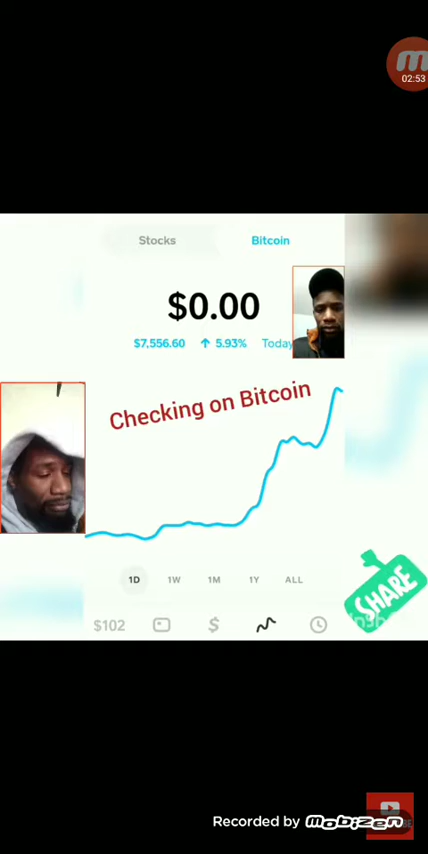 02:53
Stocks
Bitcoin
$0.00
$7,556.60 ↑ 5.93% Today
Checking on Bitcoin
1D 1W 1M 1Y ALL
SHARE
$102 $
Recorded by mobizen